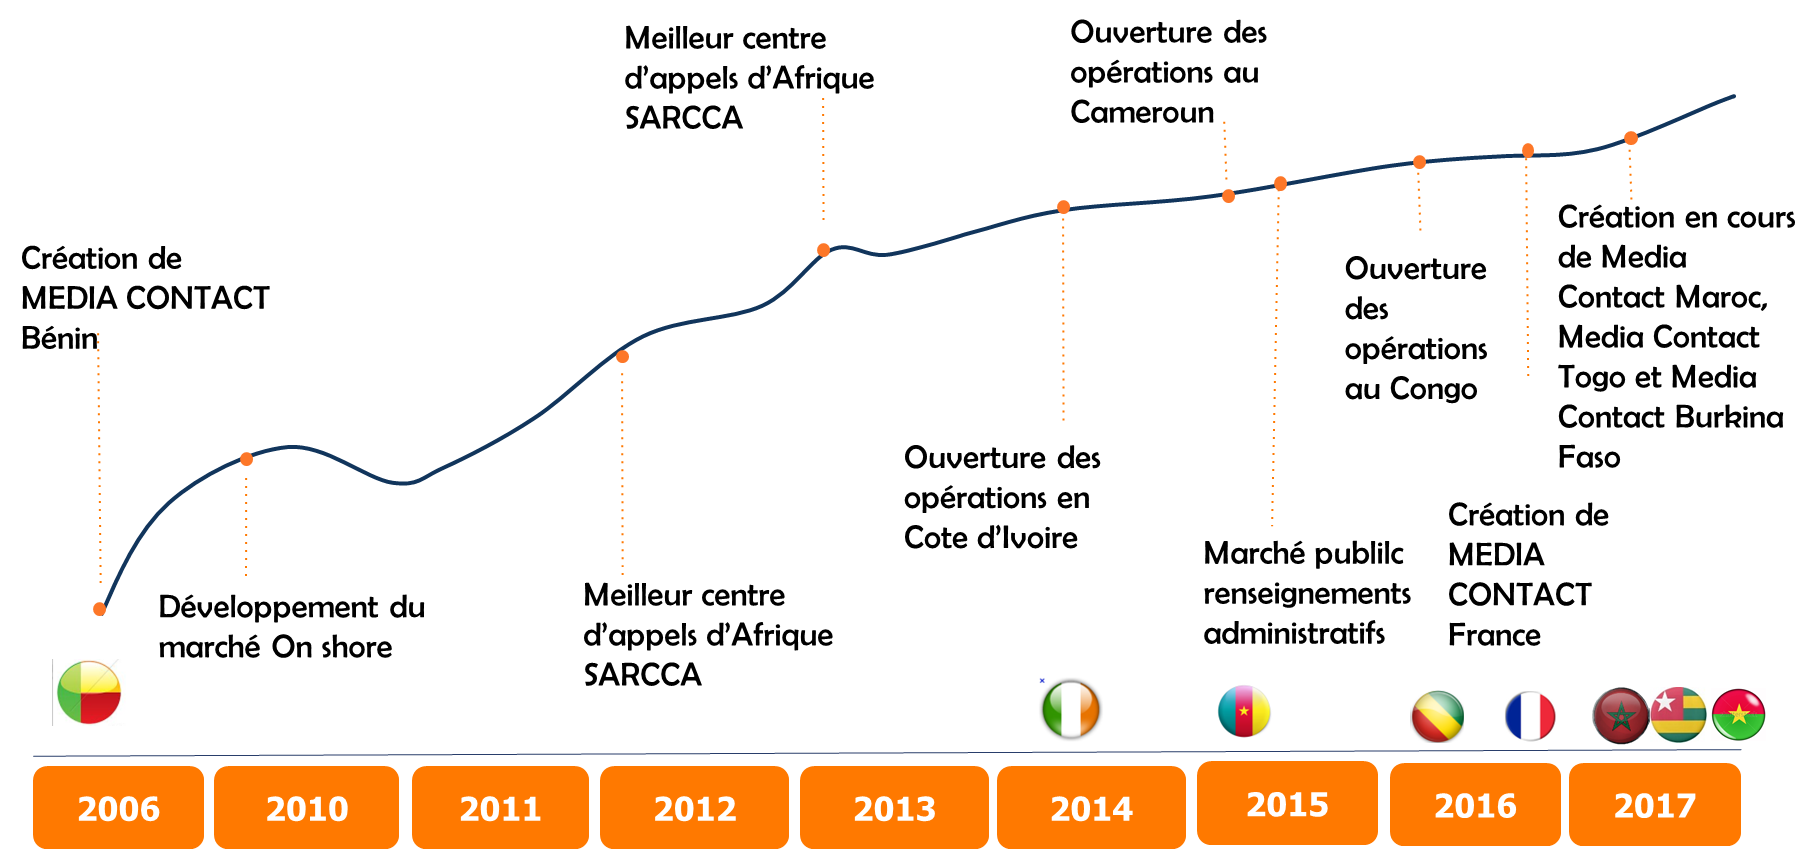 Création de
MEDIA CONTACT
Bénin
Développement du
marché On shore
Meilleur centre
d’appels d’Afrique
SARCCA
Meilleur centre
d’appels d’Afrique
SARCCA
Ouverture des
opérations en
Cote d’Ivoire
Ouverture des
opérations au
Cameroun
Marché publilc
renseignements
administratifs
Ouverture
des
opérations
au Congo
Création de
MEDIA
CONTACT
France
Création en cours
de Media
Contact Maroc,
Media Contact
Togo et Media
Contact Burkina
Faso
2006
2010
2011
2012
2013
2014
2015
2016
2017